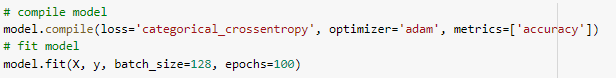 # compile model
model.compile(loss='categorical_crossentropy', optimizer='adam', metrics=['accuracy'])
# fit model
model.fit(X, y, batch_size=128, epochs=100)